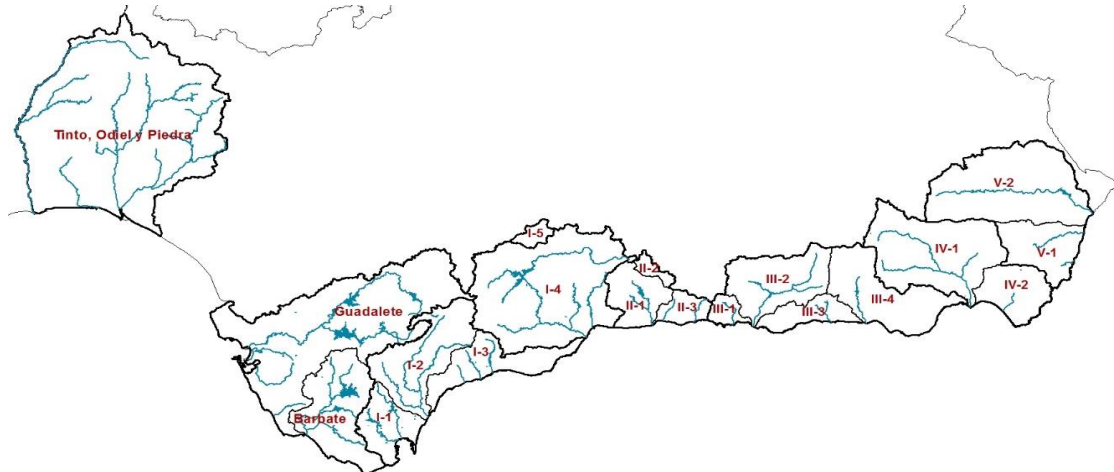 Tinto, Odiel y Piedra
V-2
I-5
IV-1
V-1
II-2
III-2
I-4
IV-2
III-4
II-1
II-3
III-1
III-3
Guadalete
I-3
I-2
Barbate
I-1